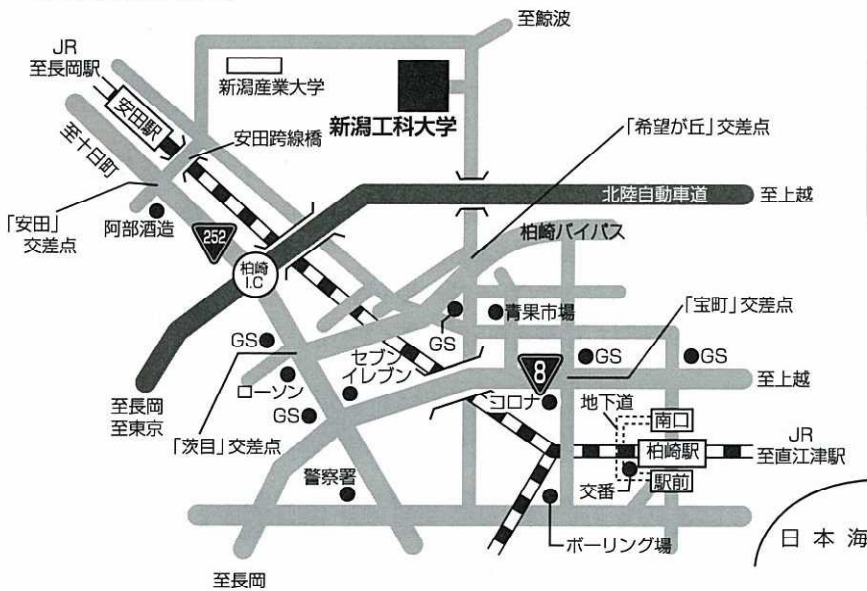 至鯨波
JR
至長岡駅
新潟産業大学
新潟工科大学
安田駅
安田跨線橋
「希望が丘」交差点
至十日町
北陸自動車道
至上越
「安田」
交差点
阿部酒造
252
柏崎バイパス
柏崎
I.C
「宝町」交差点
青果市場
GS
GS
セブン
イレブン
8
GS
GS
ローソン
至上越
至長岡
至東京
GS
コロナ
地下道
南口
「茨目」交差点
柏崎駅
JR
至直江津駅
警察署
交番
駅前
ボーリング場
日本海
至長岡